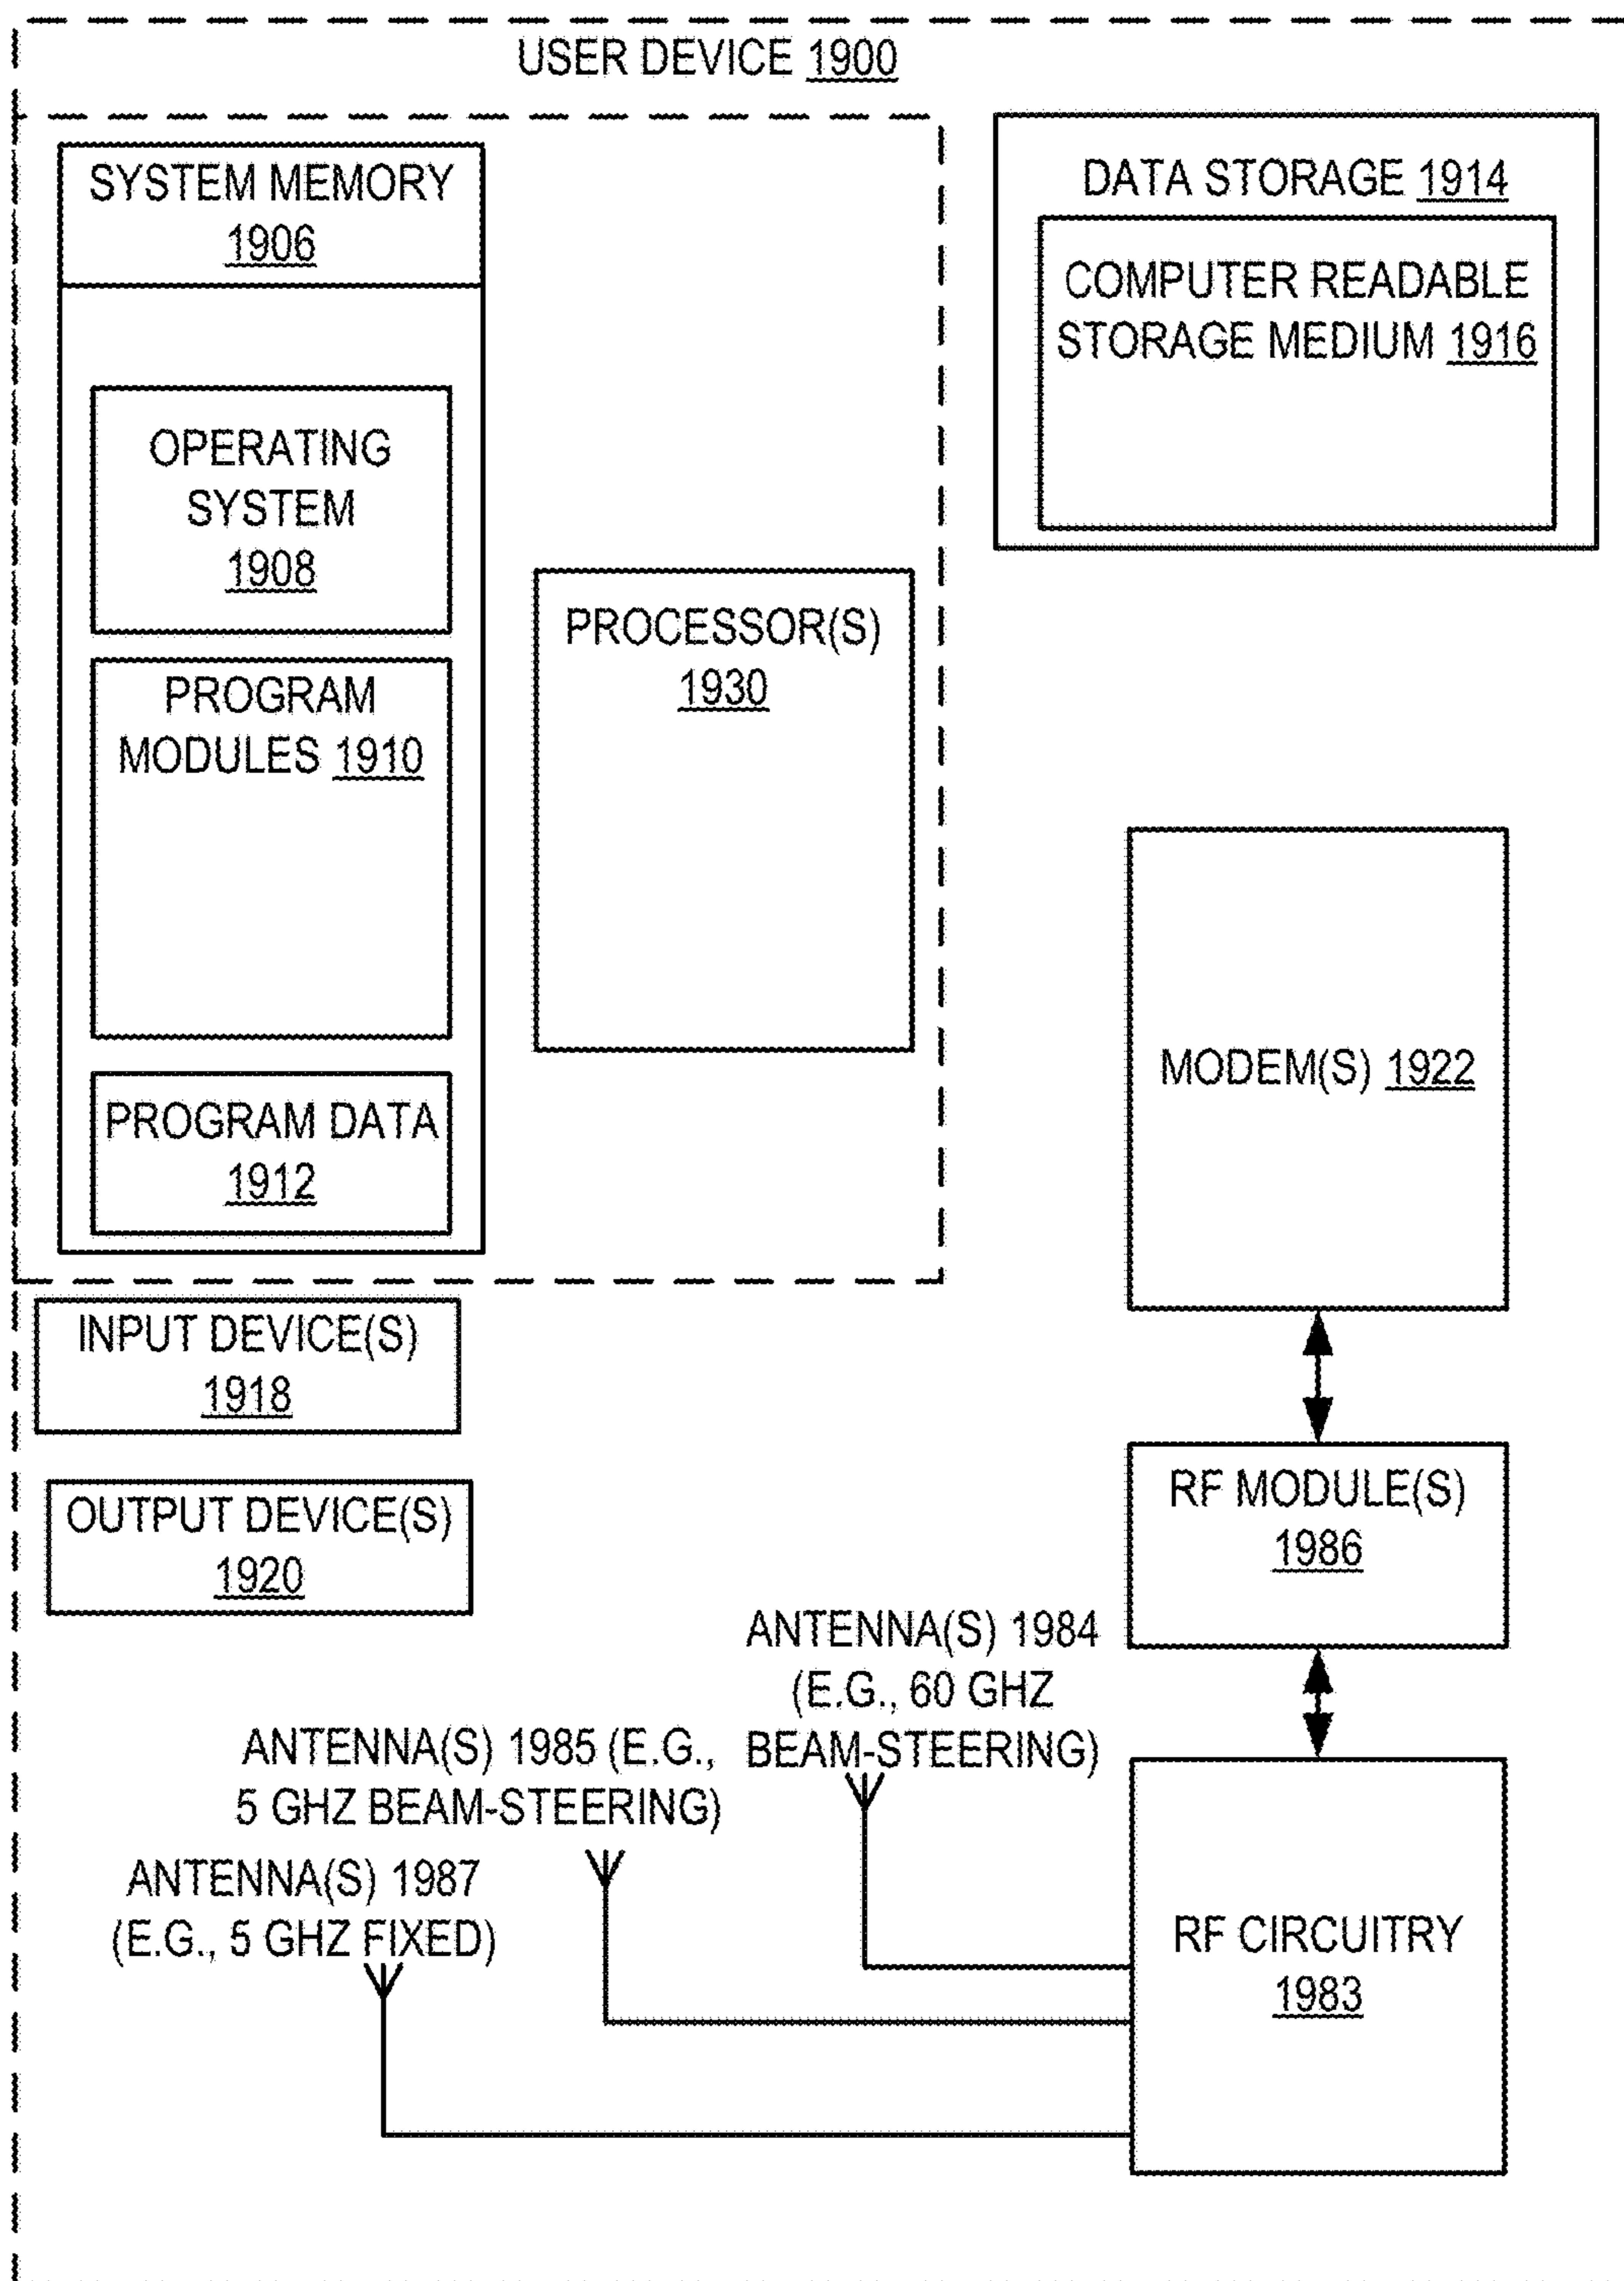 USER DEVICE 1900
SYSTEM MEMORY
1906
OPERATING
SYSTEM
1908
PROGRAM
MODULES 1910
PROGRAM DATA
1912
PROCESSOR(S)
1930
DATA STORAGE 1914
COMPUTER READABLE
STORAGE MEDIUM 1916
MODEM(S) 1922
INPUT DEVICE(S)
1918
OUTPUT DEVICE(S)
1920
RF MODULE(S)
1986
ANTENNA(S) 1984
(E.G., 60 GHZ
BEAM-STEERING)
ANTENNA(S) 1985 (E.G.,
5 GHZ BEAM-STEERING)
ANTENNA(S) 1987
(E.G., 5 GHZ FIXED)
RF CIRCUITRY
1983